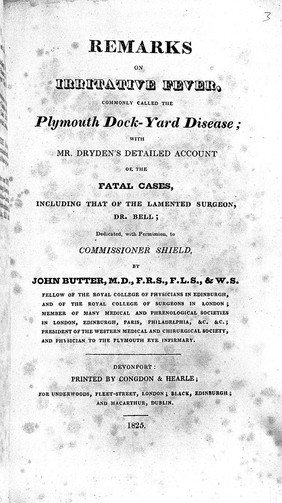 3
REMARKS
ON
IRRITATIVE FEVER,
COMMONLY CALLED THE
Plymouth Dock-Yard Disease;
WITH
MR. DRYDEN'S DETAILED ACCOUNT
OF THE
FATAL CASES,
INCLUDING THAT OF THE LAMENTED SURGEON,
DR. BELL;
Dedicated, with Permission, to
COMMISSIONER SHIELD,
BY
JOHN BUTTER, M.D., F.R.S., F.L.S., & W.S.
FELLOW OF THE ROYAL COLLEGE OF PHYSICIANS IN EDINBURGH,
AND OF THE ROYAL COLLEGE OF SURGEONS IN LONDON;
MEMBER OF MANY MEDICAL AND PHRENOLOGICAL SOCIETIES
IN LONDON, EDINBURGH, PARIS, PHILADELPHIA, &C. &C.;
PRESIDENT OF THE WESTERN MEDICAL AND CHIRURGICAL SOCIETY,
AND PHYSICIAN TO THE PLYMOUTH EYE INFIRMARY.
DEVONPORT:
PRINTED BY CONGDON & HEARLE;
FOR UNDERWOODS, FLEET-STREET, LONDON; BLACK, EDINBURGH;
AND MACARTHUR, DUBLIN.
1825.